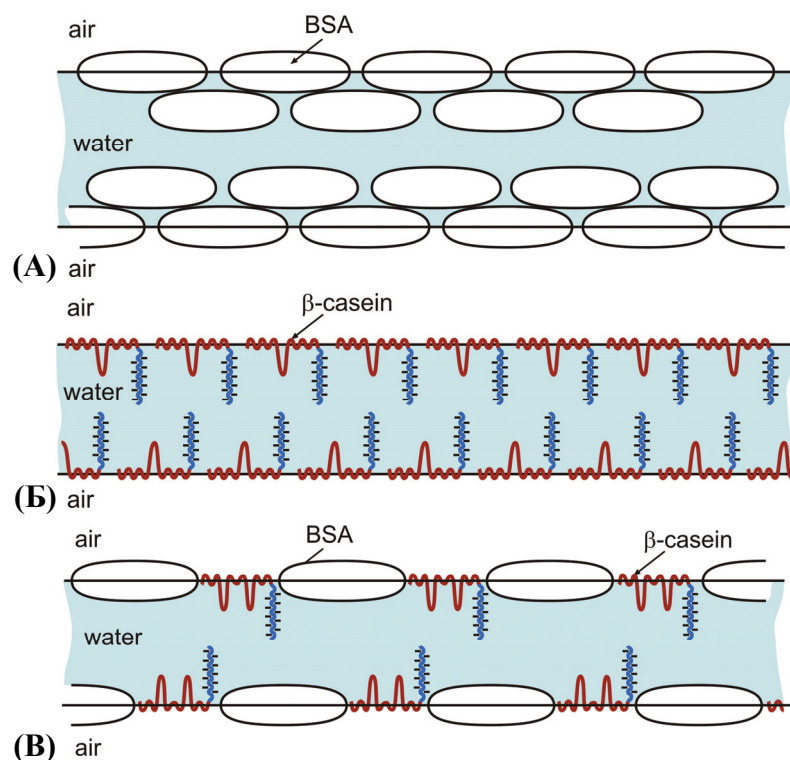 air
BSA
water
(А)
air
air
β-casein
water
(Б)
air
air
BSA
β-casein
water
(В)
air